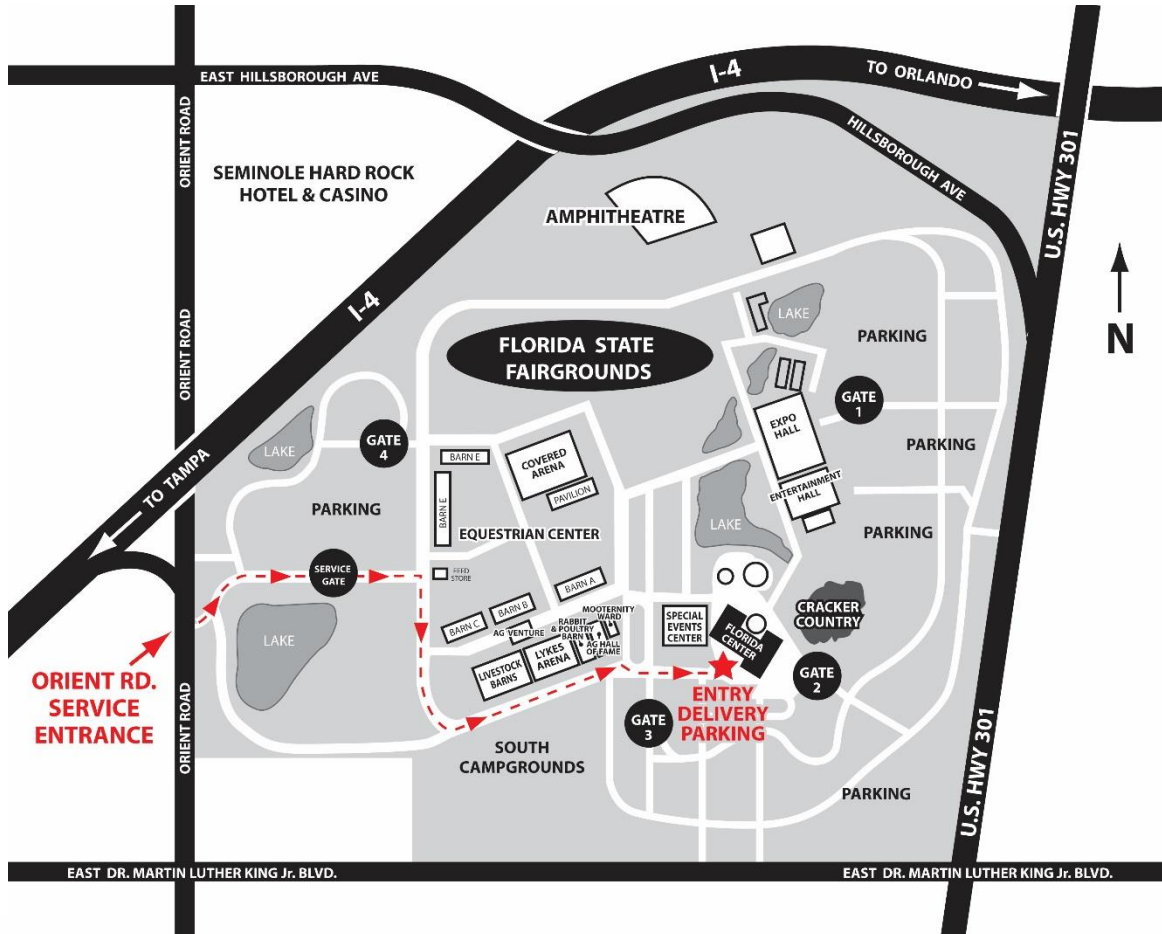 EAST HILLSBOROUGH AVE
I-4
TO ORLANDO
ORIENT ROAD
HILLSBOROUGH AVE
U.S. HWY 301
SEMINOLE HARD ROCK
HOTEL & CASINO
AMPHITHEATRE
N
I-4
ORIENT ROAD
LAKE
PARKING
FLORIDA STATE
FAIRGROUNDS
GATE
1
EXPO
HALL
LAKE
GATE
4
BARN E
COVERED
ARENA
PARKING
TO TAMPA
PAVILION
ENTERTAINMENT
HALL
PARKING
BARN E
LAKE
PARKING
EQUESTRIAN CENTER
SERVICE
GATE
FEED
STORE
BARN A
CRACKER
COUNTRY
BARN B
MOOTERNITY
WARD
BARN C
AG VENTURE
RABBIT
& POULTRY
BARN
AG HALL
OF FAME
SPECIAL
EVENTS
CENTER
FLORIDA
CENTER
LAKE
LIVESTOCK
BARNS
LYKES
ARENA
GATE
2
ORIENT RD.
SERVICE
ENTRANCE
ENTRY
DELIVERY
PARKING
GATE
3
ORIENT ROAD
SOUTH
CAMPGROUNDS
PARKING
U.S. HWY 301
EAST DR. MARTIN LUTHER KING Jr. BLVD.
EAST DR. MARTIN LUTHER KING Jr. BLVD.